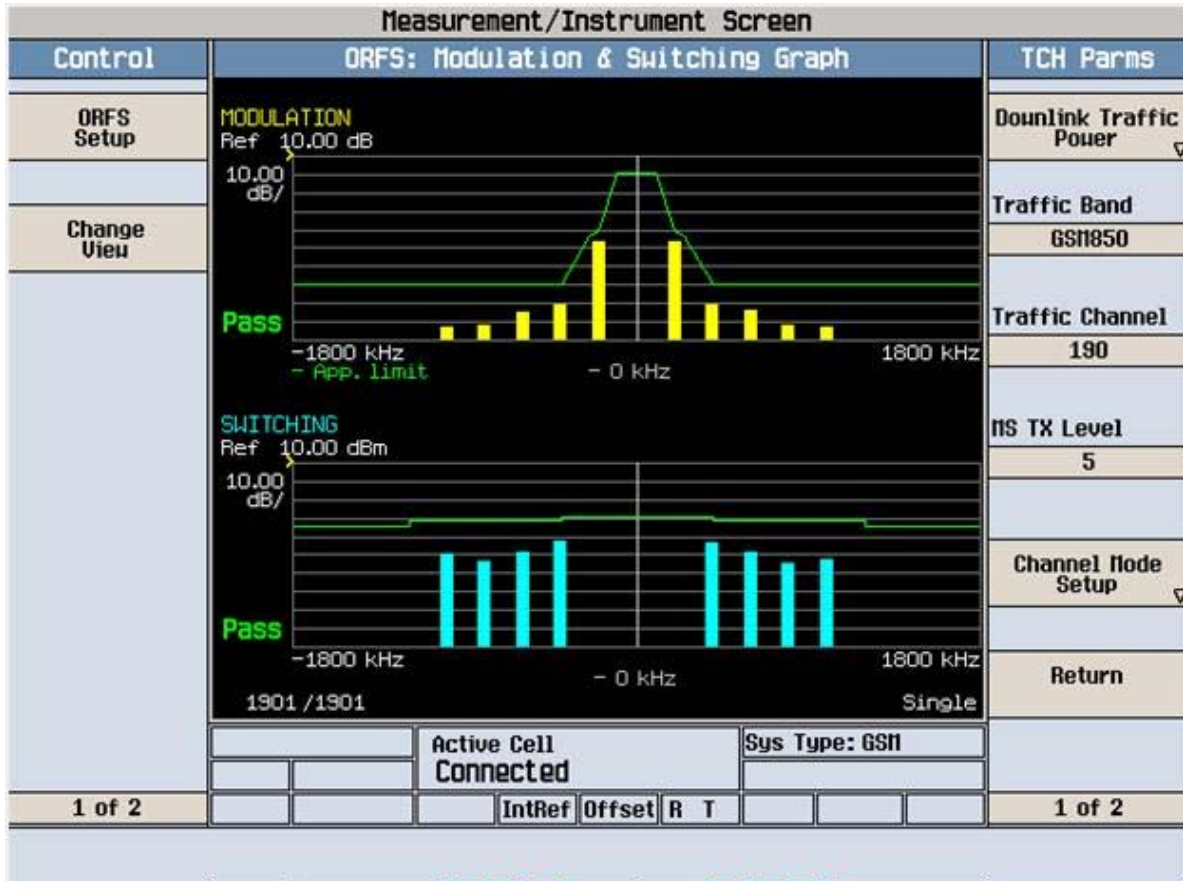 Measurement/Instrument Screen
Control
ORFS: Modulation & Switching Graph
TCH Parms
ORFS
Setup
Change
View
1 of 2
MODULATION
Ref 10.00 dB
10.00
dB/
Pass
-1800 kHz
1800 kHz
- App. limit
- 0 kHz
SWITCHING
Ref 10.00 dBm
10.00
dB/
Pass
-1800 kHz
1800 kHz
- 0 kHz
1901/1901
Single
Active Cell
Connected
Sys Type: GSM
IntRef
Offset
R T
Downlink Traffic
Power
Traffic Band
GSM850
Traffic Channel
190
MS TX Level
5
Channel Mode
Setup
Return
1 of 2